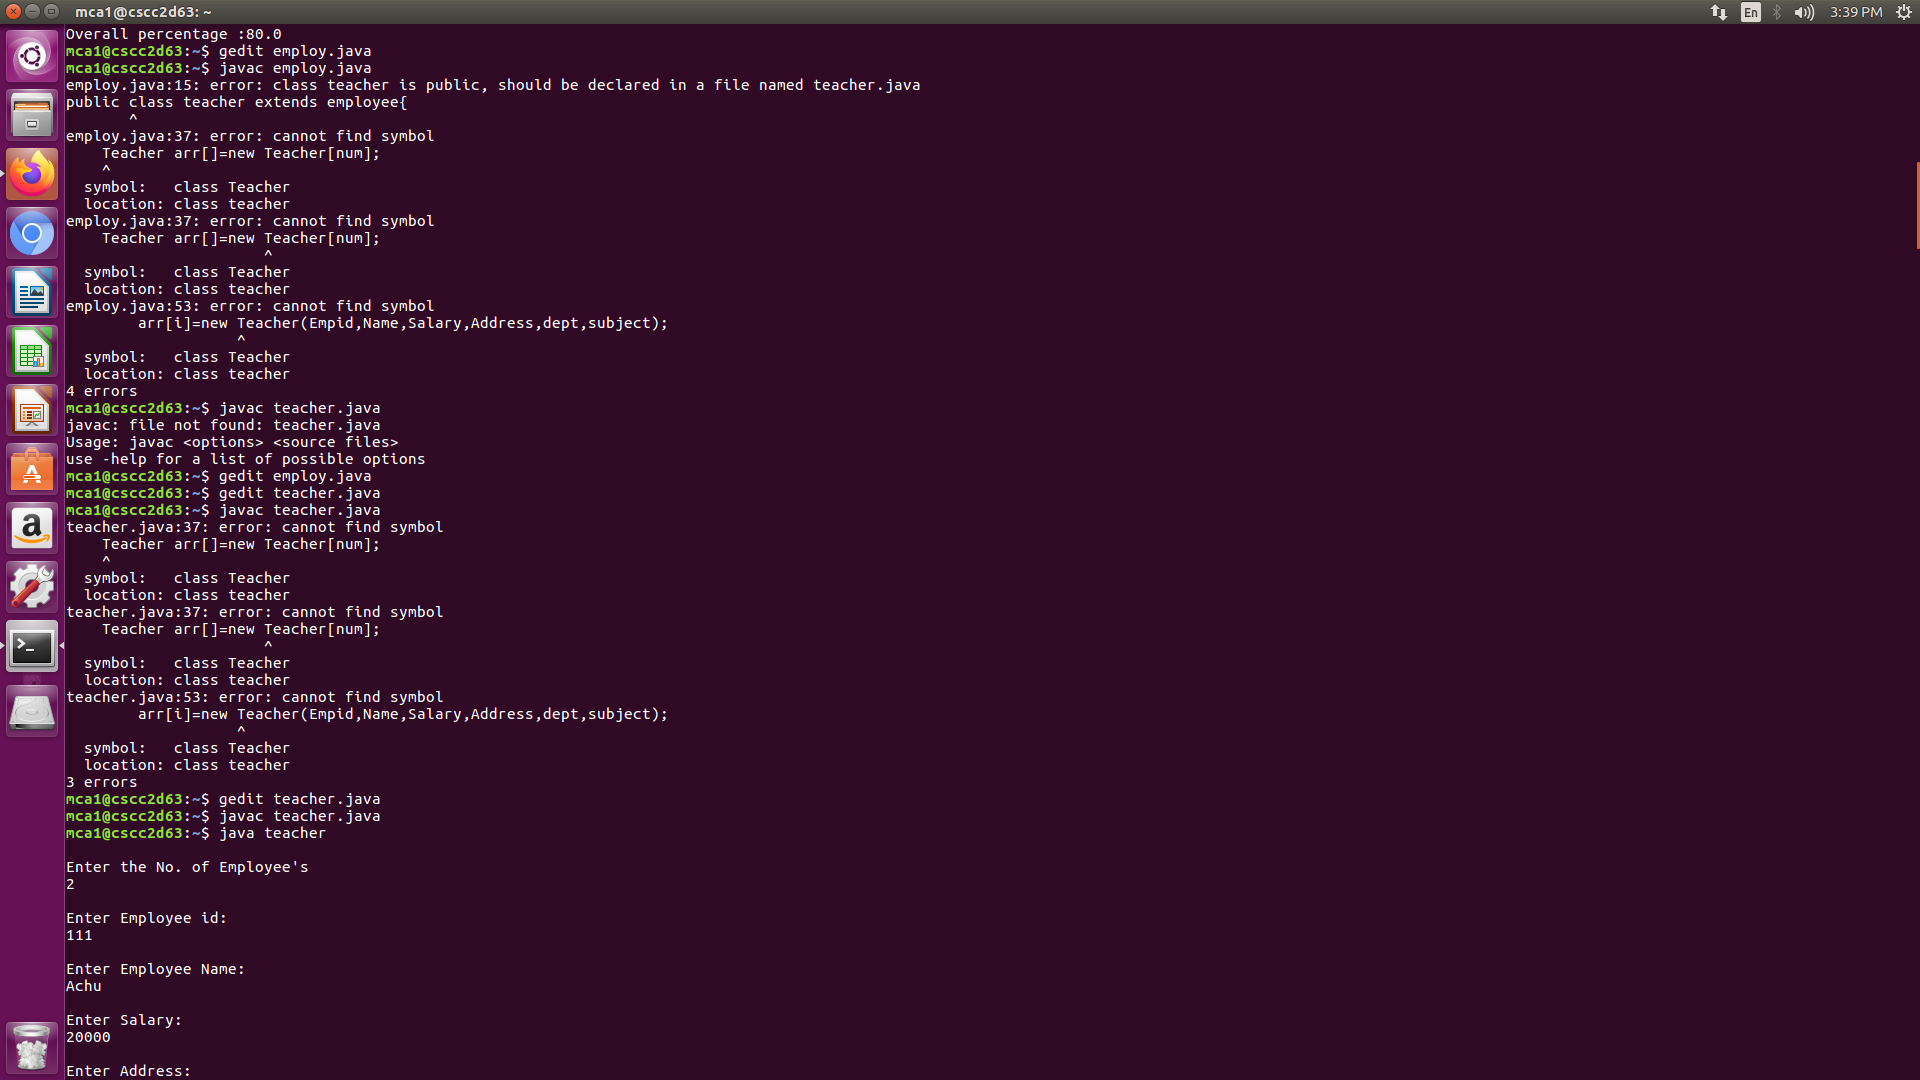 mca1@cscc2d63: ~
En
3:39 PM
Overall percentage :80.0
mca1@cscc2d63:~$ gedit employ.java
mca1@cscc2d63:~$ javac employ.java
employ.java:15: error: class teacher is public, should be declared in a file named teacher.java
public class teacher extends employee{
       ^
employ.java:37: error: cannot find symbol
    Teacher arr[]=new Teacher[num];
    ^
  symbol:   class Teacher
  location: class teacher
employ.java:37: error: cannot find symbol
    Teacher arr[]=new Teacher[num];
                      ^
  symbol:   class Teacher
  location: class teacher
employ.java:53: error: cannot find symbol
        arr[i]=new Teacher(Empid,Name,Salary,Address,dept,subject);
                   ^
  symbol:   class Teacher
  location: class teacher
4 errors
mca1@cscc2d63:~$ javac teacher.java
javac: file not found: teacher.java
Usage: javac <options> <source files>
use -help for a list of possible options
mca1@cscc2d63:~$ gedit employ.java
mca1@cscc2d63:~$ gedit teacher.java
mca1@cscc2d63:~$ javac teacher.java
teacher.java:37: error: cannot find symbol
    Teacher arr[]=new Teacher[num];
    ^
  symbol:   class Teacher
  location: class teacher
teacher.java:37: error: cannot find symbol
    Teacher arr[]=new Teacher[num];
                      ^
  symbol:   class Teacher
  location: class teacher
teacher.java:53: error: cannot find symbol
        arr[i]=new Teacher(Empid,Name,Salary,Address,dept,subject);
                   ^
  symbol:   class Teacher
  location: class teacher
3 errors
mca1@cscc2d63:~$ gedit teacher.java
mca1@cscc2d63:~$ javac teacher.java
mca1@cscc2d63:~$ java teacher

Enter the No. of Employee's
2

Enter Employee id:
111

Enter Employee Name:
Achu

Enter Salary:
20000

Enter Address: